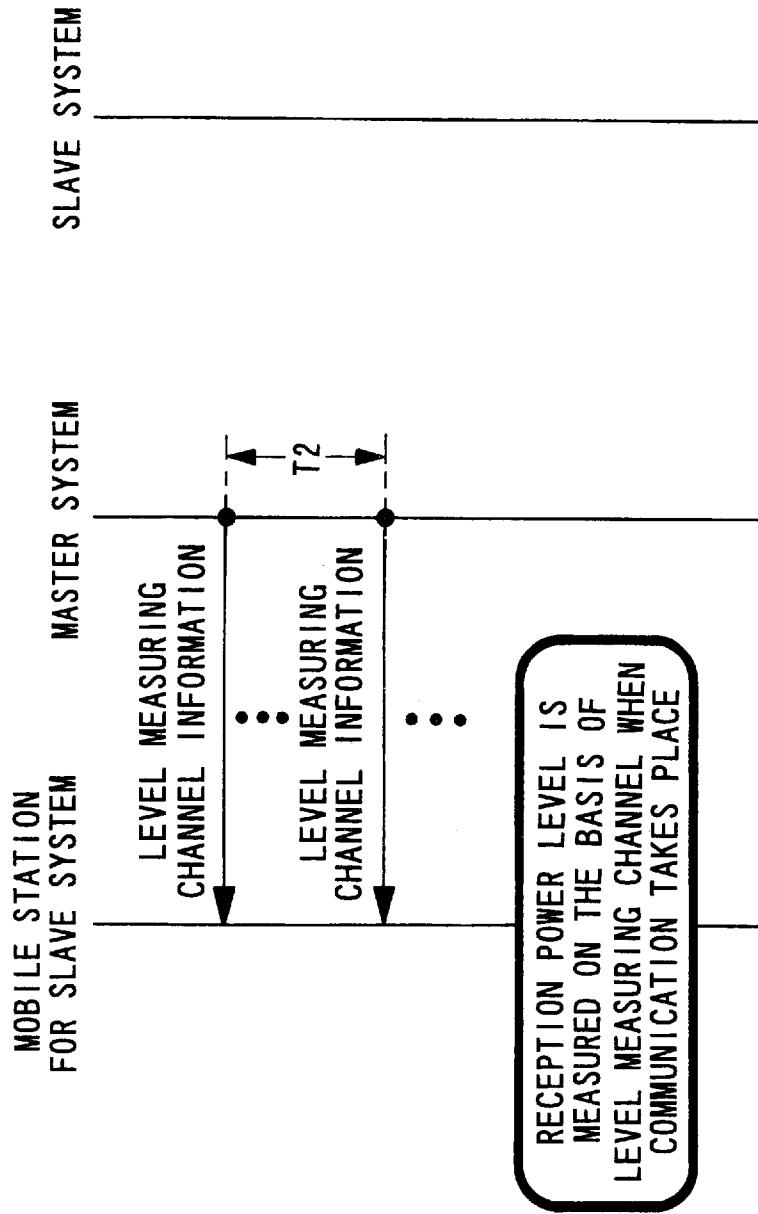 MOBILE STATION
FOR SLAVE SYSTEM
MASTER SYSTEM
SLAVE SYSTEM
LEVEL MEASURING
CHANNEL INFORMATION
T2
LEVEL MEASURING
CHANNEL INFORMATION
RECEPTION POWER LEVEL IS
MEASURED ON THE BASIS OF
LEVEL MEASURING CHANNEL WHEN
COMMUNICATION TAKES PLACE